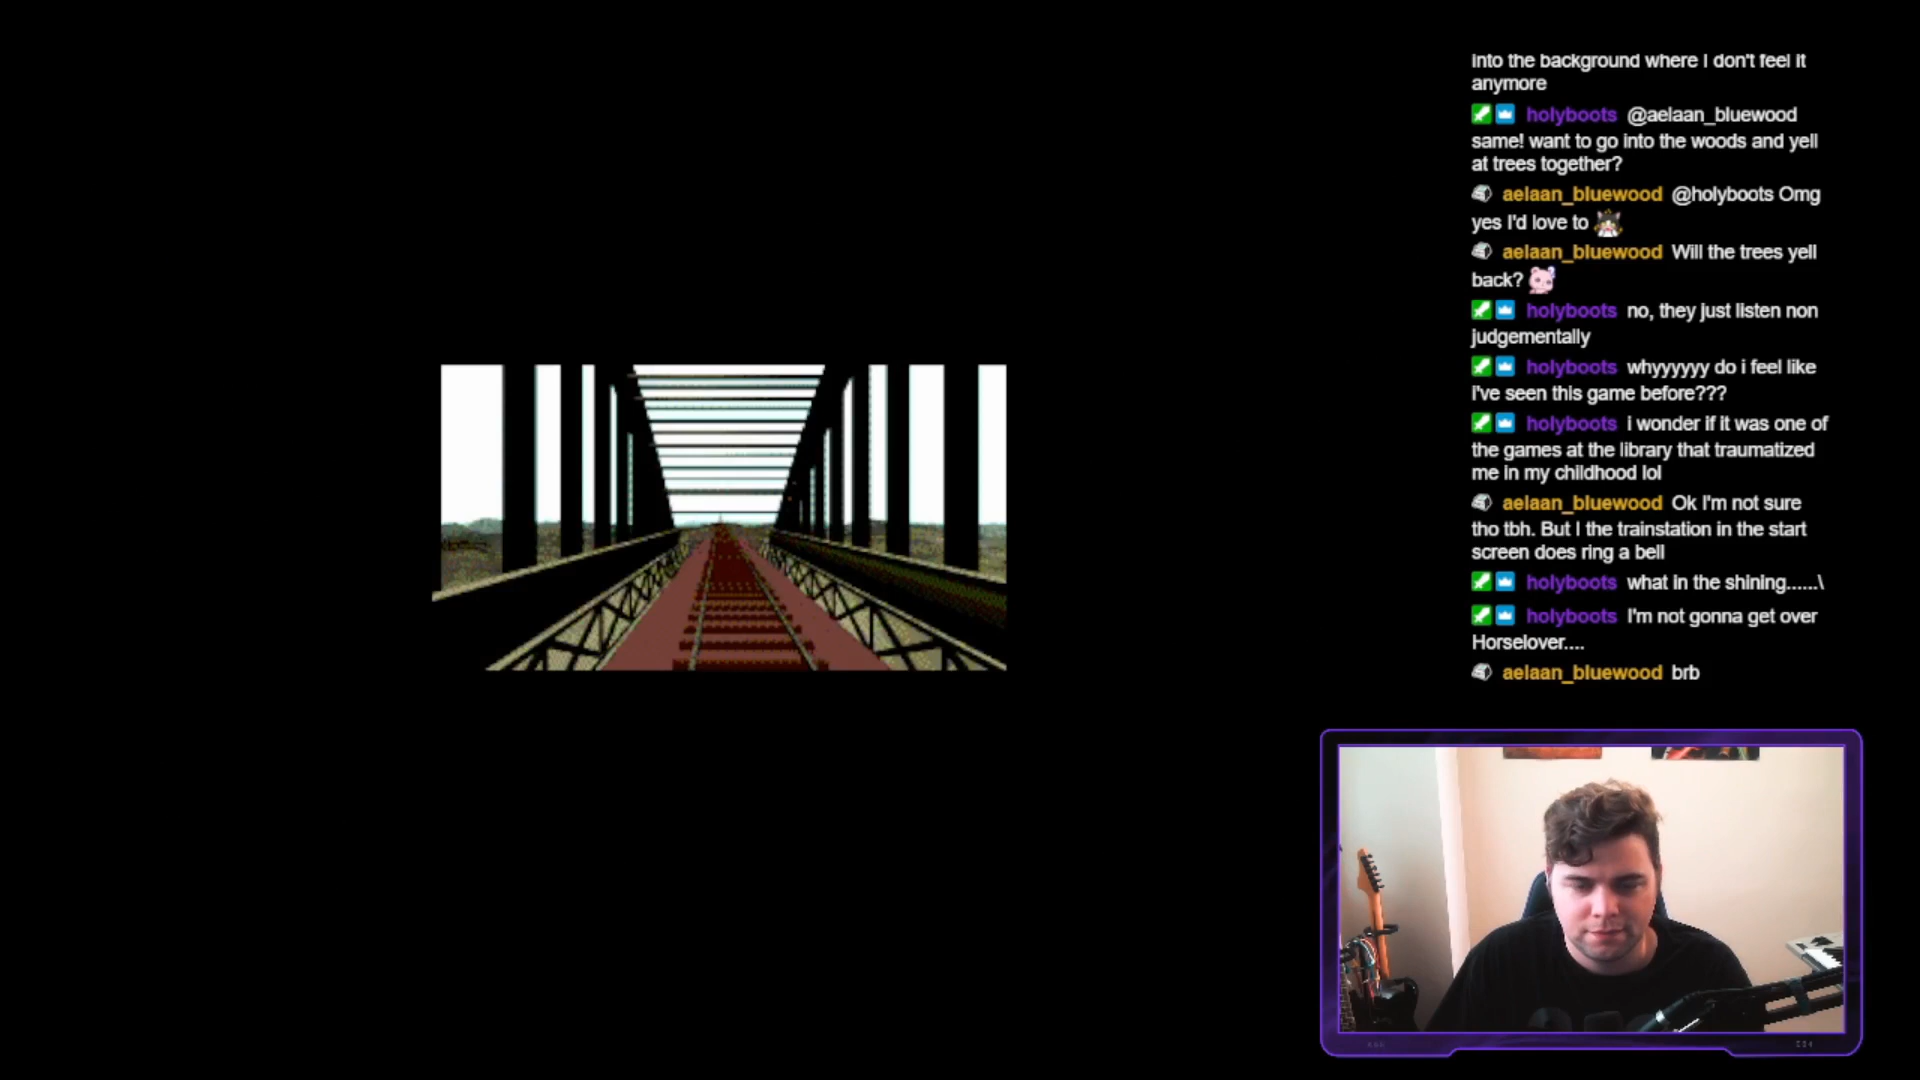 into the background where I don't feel it
anymore
holyboots @aelaan_bluewood
same! want to go into the woods and yell
at trees together?
aelaan_bluewood @holyboots Omg
yes I'd love to
aelaan_bluewood Will the trees yell
back?
holyboots no, they just listen non
judgementally
holyboots whyyyyyy do i feel like
I've seen this game before???
holyboots i wonder if it was one of
the games at the library that traumatized
me in my childhood lol
aelaan_bluewood Ok I'm not sure
tho tbh. But I the trainstation in the start
screen does ring a bell
holyboots what in the shining......\
holyboots I'm not gonna get over
Horselover....
aelaan_bluewood brb